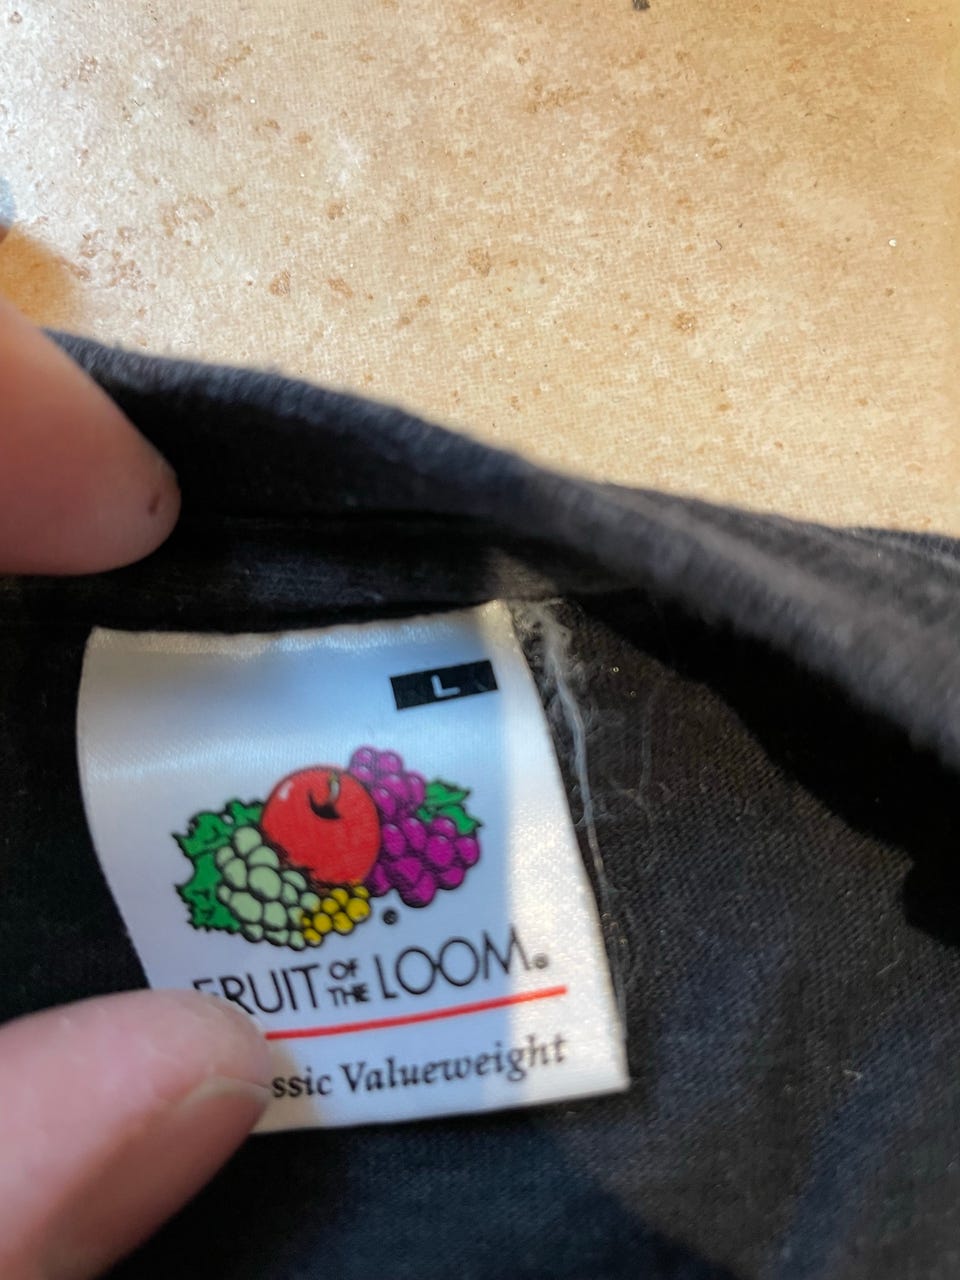 L
FRUIT OF THE LOOM®
ssic Valueweight